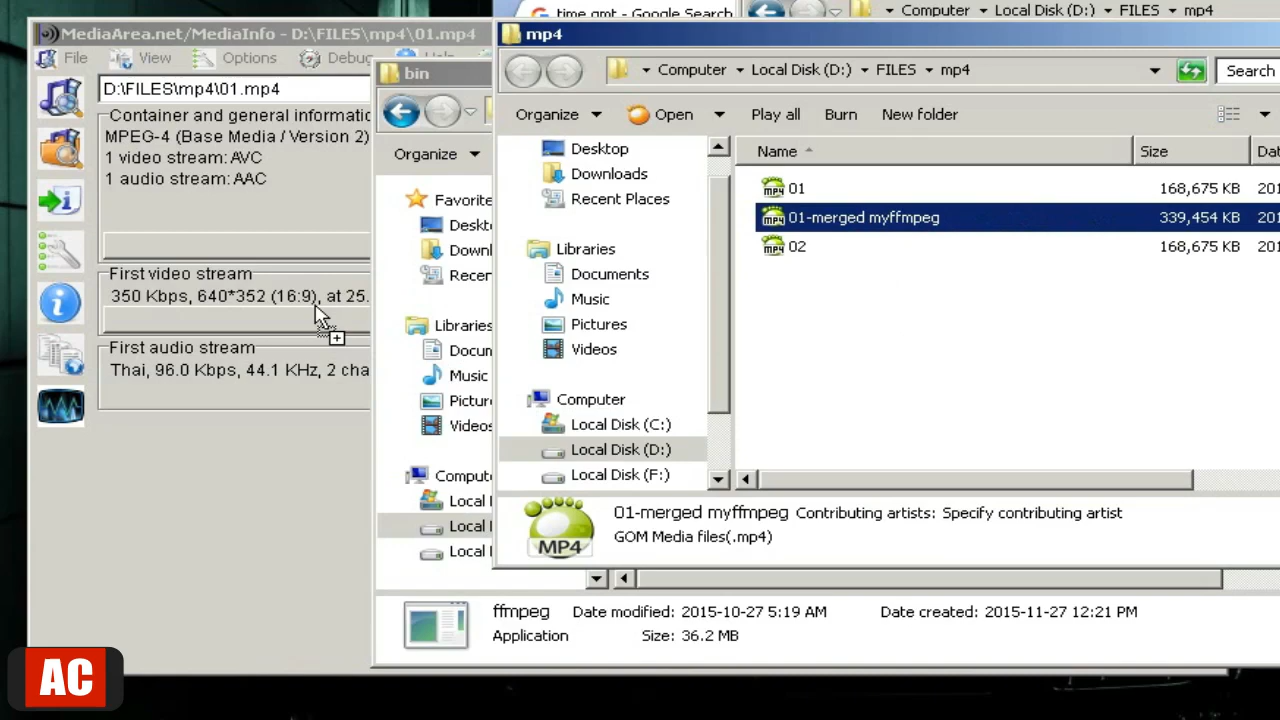 time gmt - Google Search
Computer Local Disk (D:) FILES mp4
MediaArea.net/MediaInfo - D:\FILES\mp4\01.mp4
File View Options Debug Help
D:\FILES\mp4\01.mp4
Container and general informatic
MPEG-4 (Base Media / Version 2)
1 video stream: AVC
1 audio stream: AAC
First video stream
350 Kbps, 640*352 (16:9), at 25.
First audio stream
Thai, 96.0 Kbps, 44.1 KHz, 2 cha
bin
Organize
Favorite
Deskt
Downl
Recen
Libraries
Docun
Music
Pictur
Videos
Compute
Local
Local
Local
ffmpeg Date modified: 2015-10-27 5:19 AM Date created: 2015-11-27 12:21 PM
Application Size: 36.2 MB
mp4
Computer Local Disk (D:) FILES mp4
Search
Organize Open Play all Burn New folder
Desktop
Downloads
Recent Places
Libraries
Documents
Music
Pictures
Videos
Computer
Local Disk (C:)
Local Disk (D:)
Local Disk (F:)
Name Size Dat
MP4 01 168,675 KB 201
MP4 01-merged myffmpeg 339,454 KB 201
MP4 02 168,675 KB 201
MP4
01-merged myffmpeg Contributing artists: Specify contributing artist
GOM Media files(.mp4)
AC